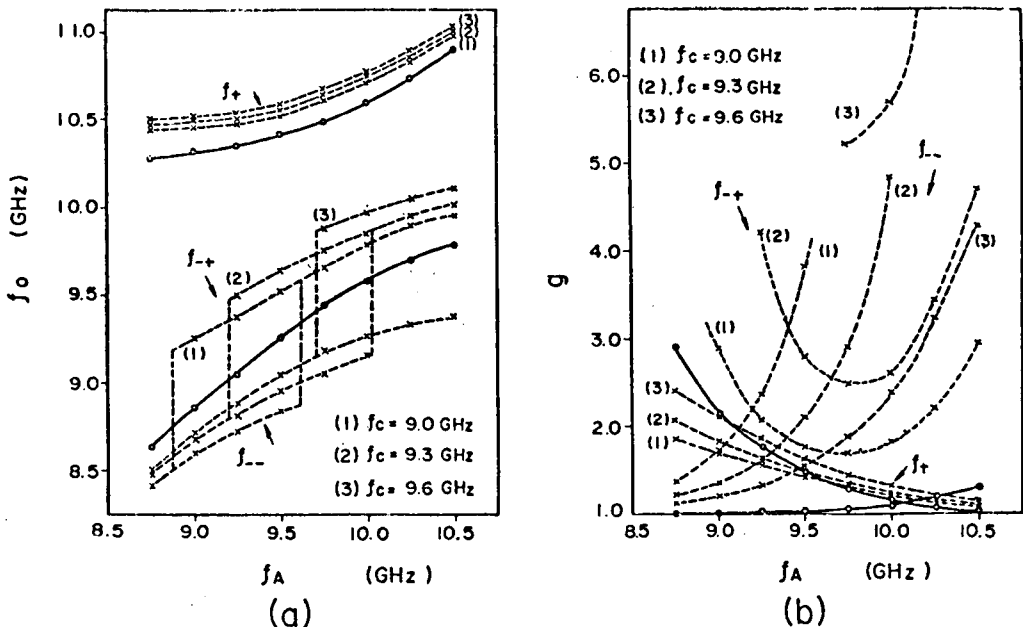 11.0
10.5
10.0
9.5
9.0
8.5
fo (GHz)
(3)
(2)
(1)
f+
(3)
f-+
(2)
(1)
f--
(1) fc = 9.0 GHz
(2) fc = 9.3 GHz
(3) fc = 9.6 GHz
8.5 9.0 9.5 10.0 10.5
fA (GHz)
(a)
6.0
5.0
4.0
3.0
2.0
1.0
g
(1) fc = 9.0 GHz
(2) fc = 9.3 GHz
(3) fc = 9.6 GHz
(3)
f--
f-+
(2)
(2)
(1)
(3)
(1)
(3)
(2)
(1)
f+
8.5 9.0 9.5 10.0 10.5
fA (GHz)
(b)